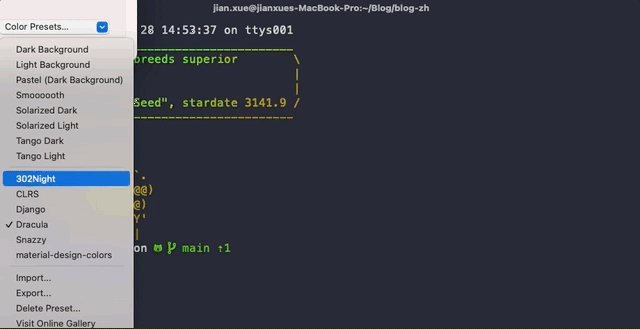 jian.xue@jianxues-MacBook-Pro:~/Blog/blog-zh
Color Presets...
Dark Background
Light Background
Pastel (Dark Background)
Smoooooth
Solarized Dark
Solarized Light
Tango Dark
Tango Light
302Night
CLRS
Django
Dracula
Snazzy
material-design-colors
Import...
Export...
Delete Preset...
Visit Online Gallery
28 14:53:37 on ttys001
breeds superior
Seed", stardate 3141.9 /
on main ↑1